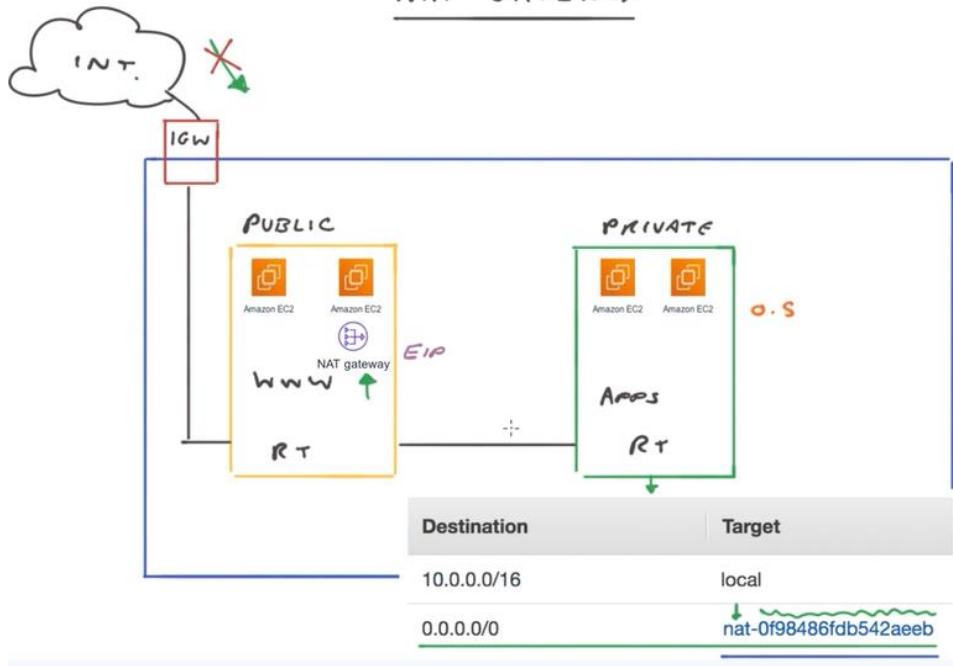 INT.
IGW
PUBLIC
PRIVATE
Amazon EC2 Amazon EC2
Amazon EC2 Amazon EC2
O.S
NAT gateway
EIP
WWW
APPS
RT
RT
Destination Target
10.0.0.0/16 local
0.0.0.0/0 nat-0f98486fdb542aeeb